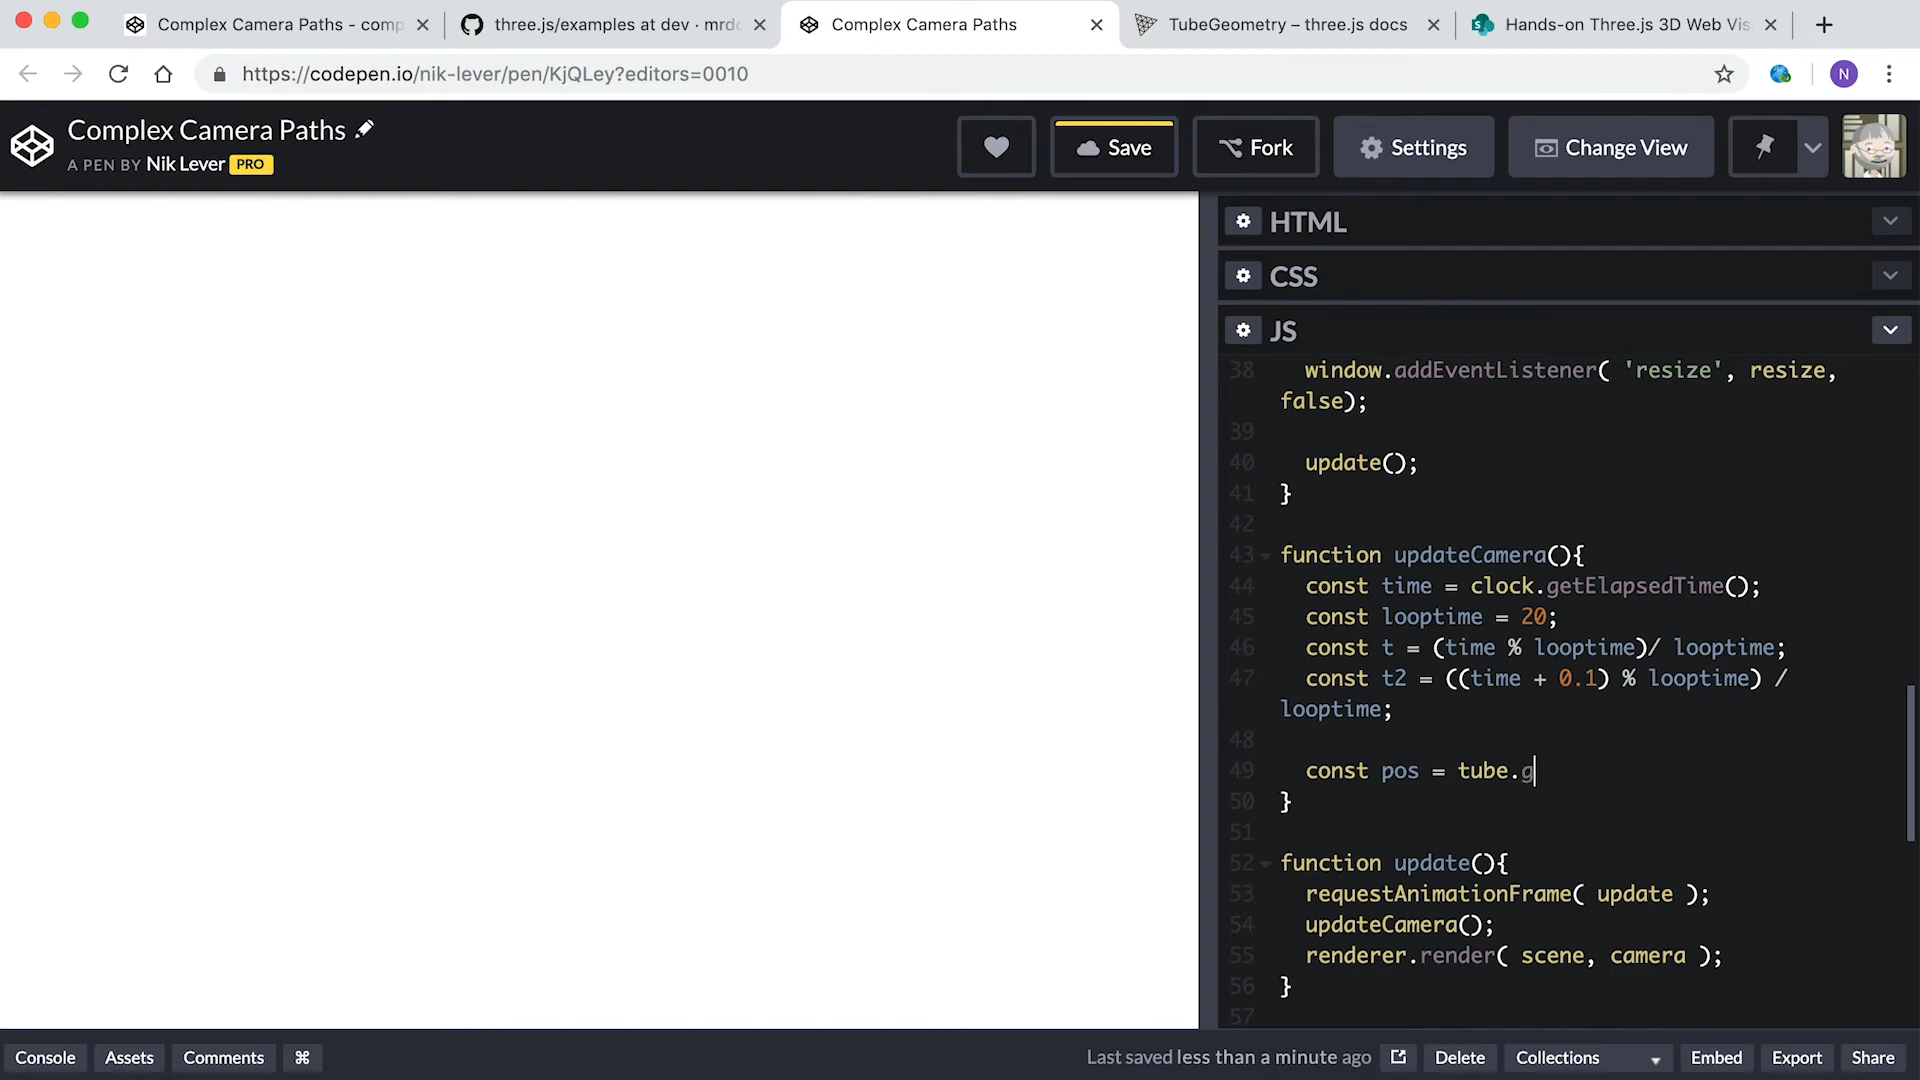 Complex Camera Paths - comp
three.js/examples at dev · mrdo
Complex Camera Paths
TubeGeometry – three.js docs
Hands-on Three.js 3D Web Vis
https://codepen.io/nik-lever/pen/KjQLey?editors=0010
N
Complex Camera Paths
A PEN BY Nik Lever PRO
Save
Fork
Settings
Change View
HTML
CSS
JS
38 window.addEventListener( 'resize', resize,
false);
39
40 update();
41 }
42
43 function updateCamera(){
44 const time = clock.getElapsedTime();
45 const looptime = 20;
46 const t = (time % looptime)/ looptime;
47 const t2 = ((time + 0.1) % looptime) /
looptime;
48
49 const pos = tube.g
50 }
51
52 function update(){
53 requestAnimationFrame( update );
54 updateCamera();
55 renderer.render( scene, camera );
56 }
57
Console
Assets
Comments
⌘
Last saved less than a minute ago
Delete
Collections
Embed
Export
Share